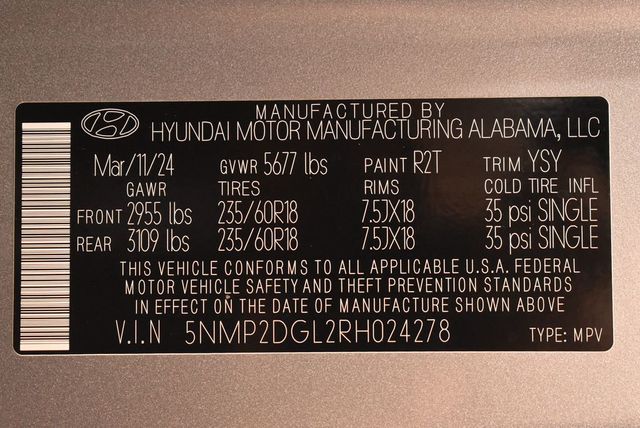 MANUFACTURED BY
HYUNDAI MOTOR MANUFACTURING ALABAMA, LLC
Mar/11/24 GVWR 5677 lbs PAINT R2T TRIM YSY
GAWR TIRES RIMS COLD TIRE INFL
FRONT 2955 lbs 235/60R18 7.5JX18 35 psi SINGLE
REAR 3109 lbs 235/60R18 7.5JX18 35 psi SINGLE
THIS VEHICLE CONFORMS TO ALL APPLICABLE U.S.A. FEDERAL
MOTOR VEHICLE SAFETY AND THEFT PREVENTION STANDARDS
IN EFFECT ON THE DATE OF MANUFACTURE SHOWN ABOVE
V.I.N 5NMP2DGL2RH024278 TYPE: MPV